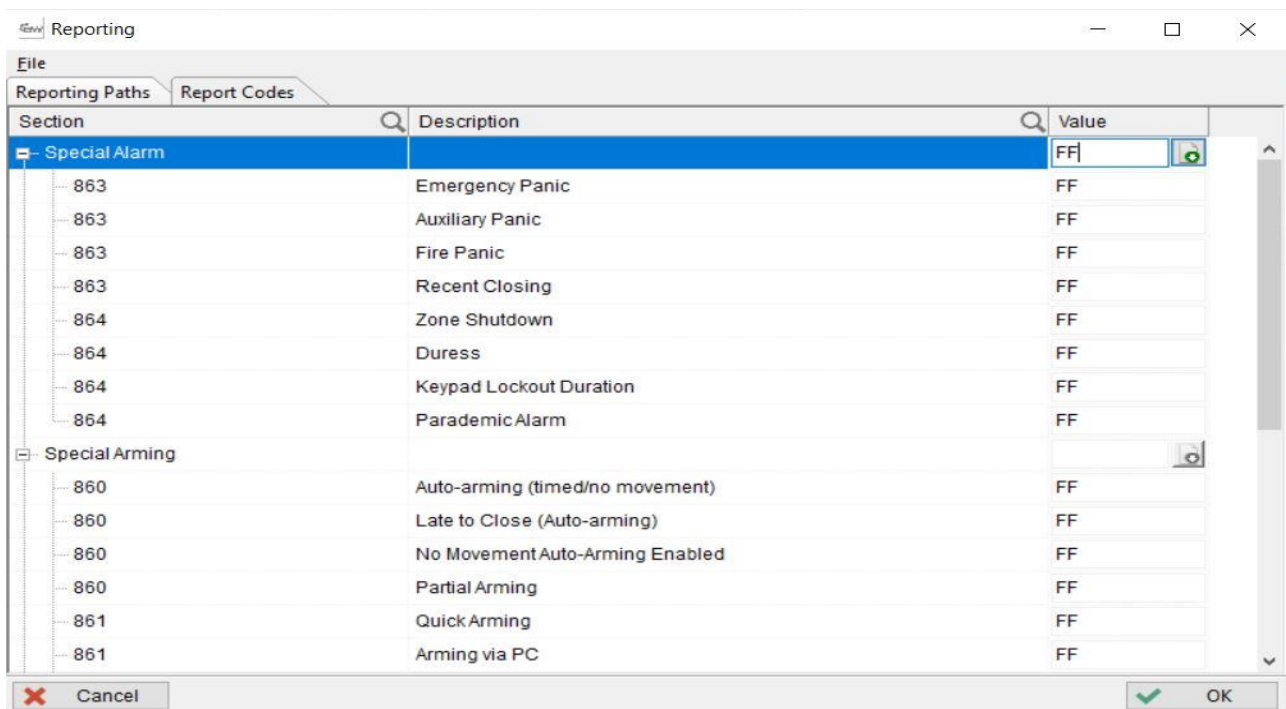 Reporting
File
Reporting Paths Report Codes
Section Description Value
Special Alarm FF
863 Emergency Panic FF
863 Auxiliary Panic FF
863 Fire Panic FF
863 Recent Closing FF
864 Zone Shutdown FF
864 Duress FF
864 Keypad Lockout Duration FF
864 Parademic Alarm FF
Special Arming
860 Auto-arming (timed/no movement) FF
860 Late to Close (Auto-arming) FF
860 No Movement Auto-Arming Enabled FF
860 Partial Arming FF
861 Quick Arming FF
861 Arming via PC FF
Cancel OK